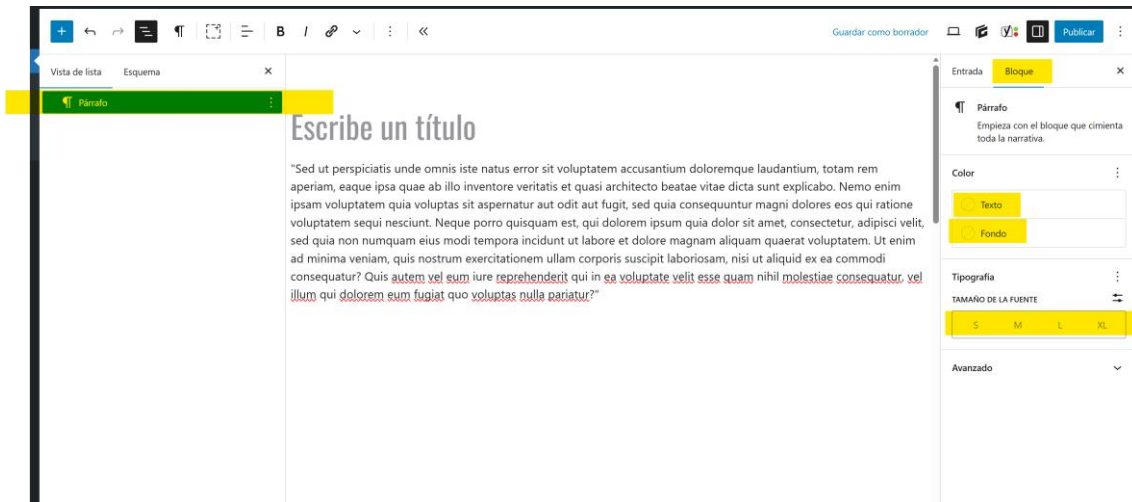 Guardar como borrador
Publicar
Vista de lista
Esquema
Párrafo
Escribe un título
"Sed ut perspiciatis unde omnis iste natus error sit voluptatem accusantium doloremque laudantium, totam rem
aperiam, eaque ipsa quae ab illo inventore veritatis et quasi architecto beatae vitae dicta sunt explicabo. Nemo enim
ipsam voluptatem quia voluptas sit aspernatur aut odit aut fugit, sed quia consequuntur magni dolores eos qui ratione
voluptatem sequi nesciunt. Neque porro quisquam est, qui dolorem ipsum quia dolor sit amet, consectetur, adipisci velit,
sed quia non numquam eius modi tempora incidunt ut labore et dolore magnam aliquam quaerat voluptatem. Ut enim
ad minima veniam, quis nostrum exercitationem ullam corporis suscipit laboriosam, nisi ut aliquid ex ea commodi
consequatur? Quis autem vel eum iure reprehenderit qui in ea voluptate velit esse quam nihil molestiae consequatur, vel
illum qui dolorem eum fugiat quo voluptas nulla pariatur?"
Entrada
Bloque
Párrafo
Empieza con el bloque que cimienta
toda la narrativa.
Color
Texto
Fondo
Tipografía
TAMAÑO DE LA FUENTE
S M L XL
Avanzado